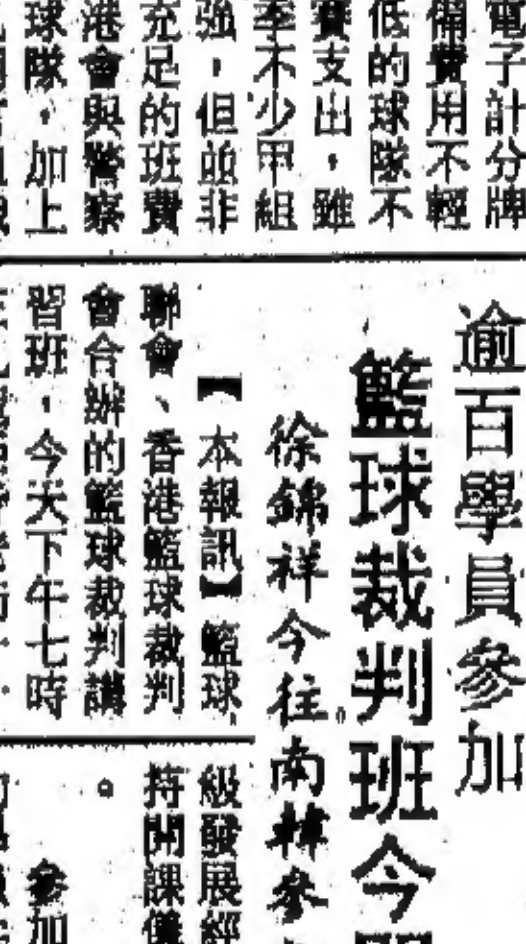 電子計分牌
備費用不輕
低的球隊不
賽支出，雖
季不少甲組
強，但並非
充足的班費
港會與警察
球隊，加上
逾百學員參加
籃球裁判班今
徐錦祥今往南韓參
【本報訊】籃球
聯會、香港籃球裁判
會合辦的籃球裁判講
習班，今天下午七時
級發展經
持開課儀
。
參加